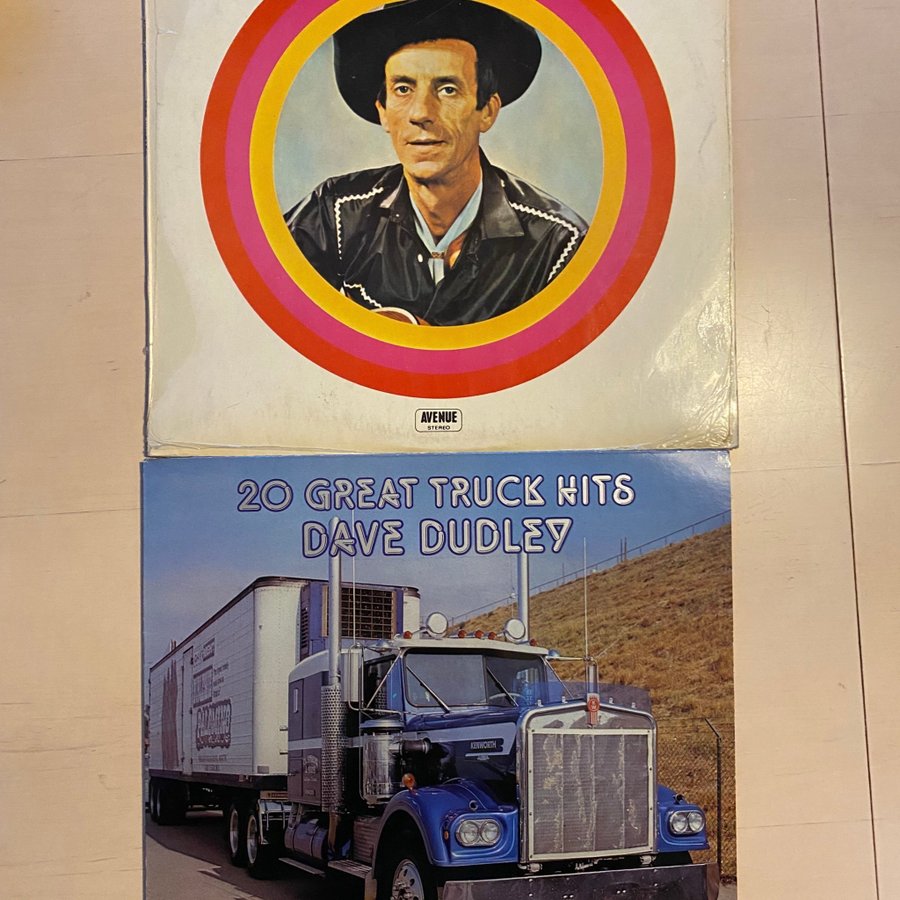 AVENUE
STEREO
20 GREAT TRUCK HITS
DAVE DUDLEY
KENWORTH